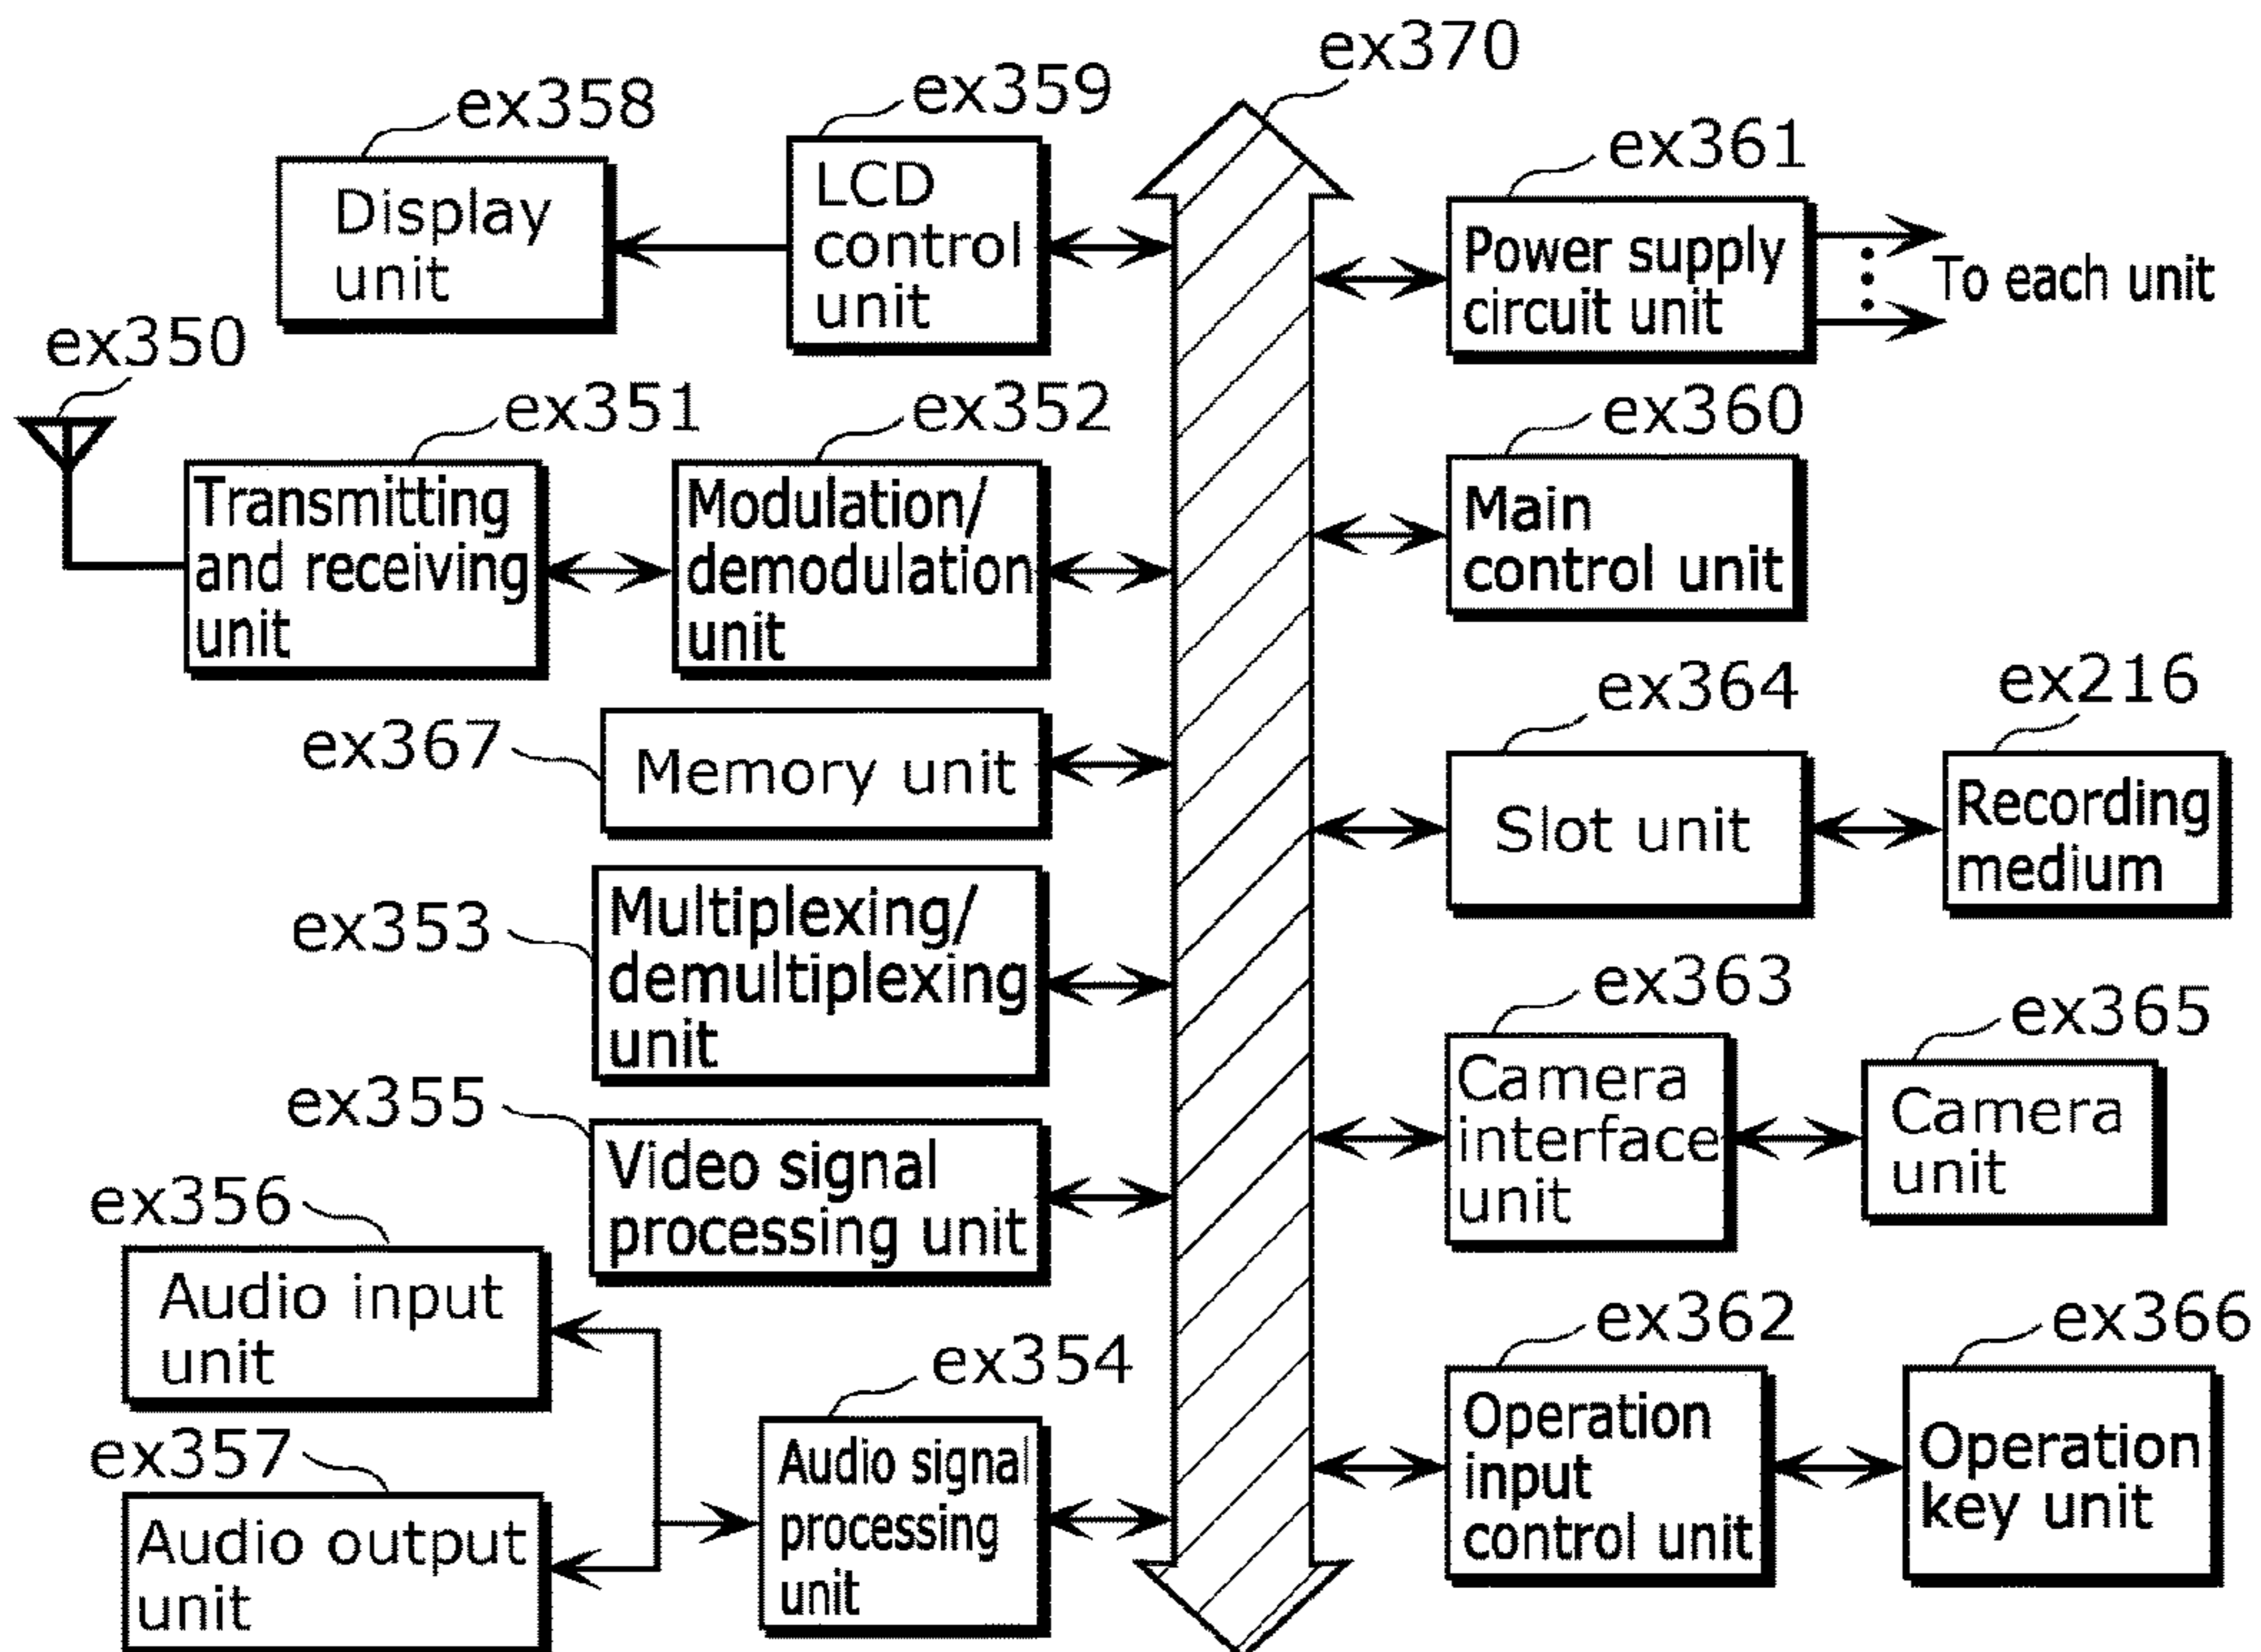 ex370
ex358
ex359
ex361
Display
unit
LCD
control
unit
Power supply
circuit unit
To each unit
ex350
ex351
ex352
ex360
Transmitting
and receiving
unit
Modulation/
demodulation
unit
Main
control unit
ex367
Memory unit
ex364
ex216
Slot unit
Recording
medium
ex353
Multiplexing/
demultiplexing
unit
ex363
ex365
Camera
interface
unit
Camera
unit
ex355
Video signal
processing unit
ex356
Audio input
unit
ex354
ex362
ex366
ex357
Audio output
unit
Audio signal
processing
unit
Operation
input
control unit
Operation
key unit